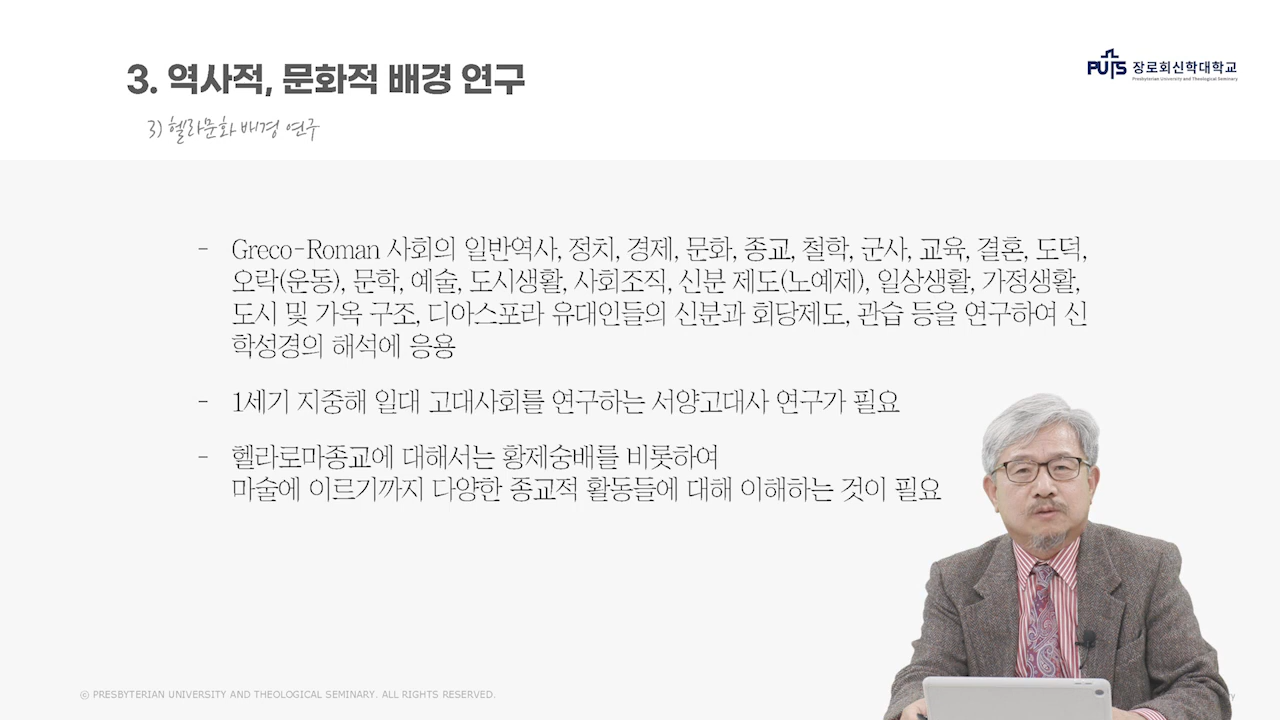 3. 역사적, 문화적 배경 연구
PUTS 장로회신학대학교
Presbyterian University and Theological Seminary
3) 헬라문화 배경 연구
- Greco-Roman 사회의 일반역사, 정치, 경제, 문화, 종교, 철학, 군사, 교육, 결혼, 도덕,
오락(운동), 문학, 예술, 도시생활, 사회조직, 신분 제도(노예제), 일상생활, 가정생활,
도시 및 가옥 구조, 디아스포라 유대인들의 신분과 회당제도, 관습 등을 연구하여 신
학성경의 해석에 응용
- 1세기 지중해 일대 고대사회를 연구하는 서양고대사 연구가 필요
- 헬라로마종교에 대해서는 황제숭배를 비롯하여
마술에 이르기까지 다양한 종교적 활동들에 대해 이해하는 것이 필요
© PRESBYTERIAN UNIVERSITY AND THEOLOGICAL SEMINARY. ALL RIGHTS RESERVED.